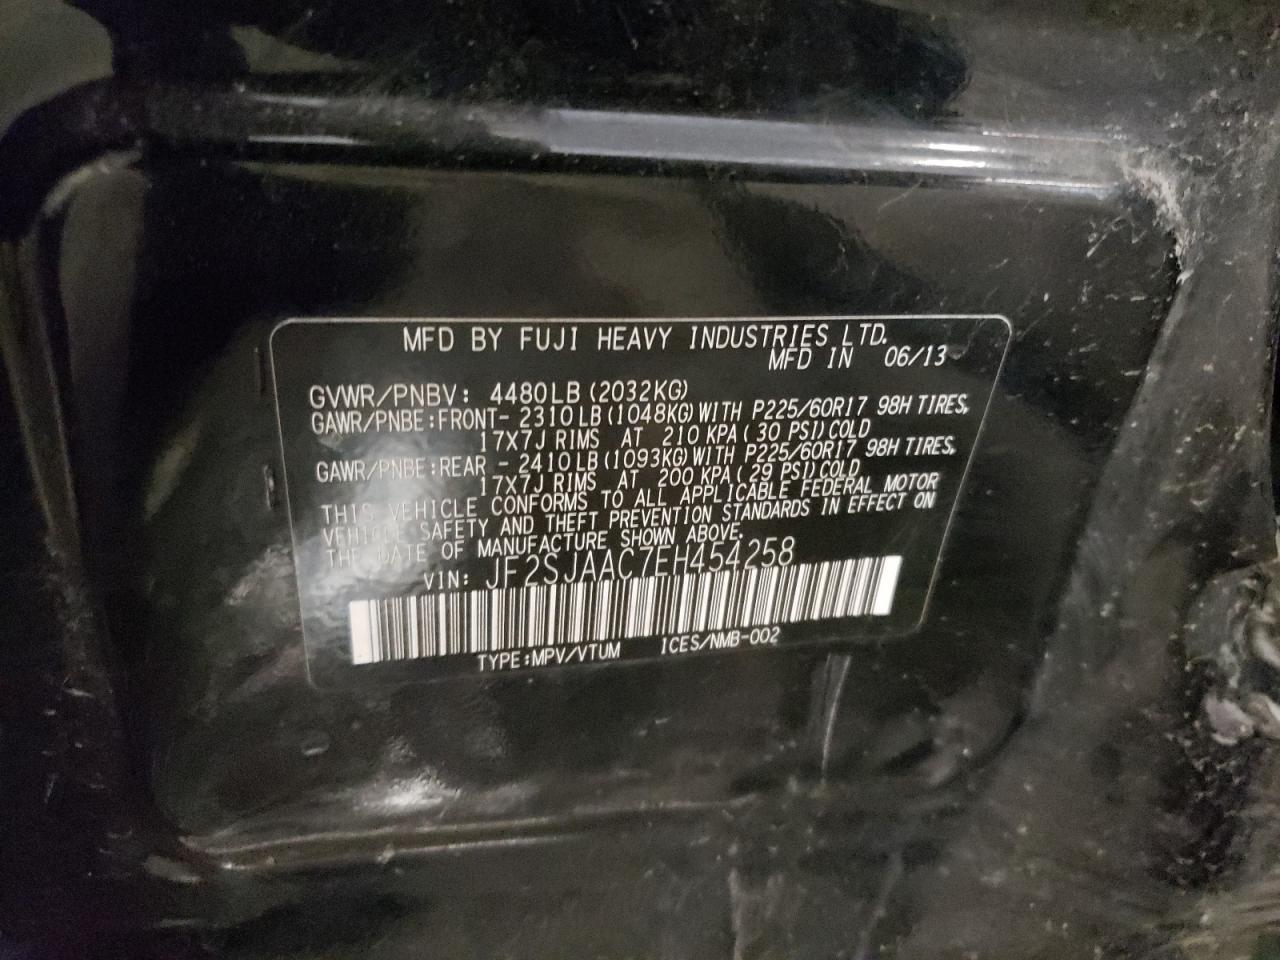 MFD BY FUJI HEAVY INDUSTRIES LTD.
MFD IN 06/13
GVWR/PNBV: 4480LB (2032KG)
GAWR/PNBE:FRONT- 2310LB (1048KG) WITH P225/60R17 98H TIRES,
17X7J RIMS AT 210 KPA (30 PSI) COLD
GAWR/PNBE:REAR - 2410LB (1093KG) WITH P225/60R17 98H TIRES,
17X7J RIMS AT 200 KPA (29 PSI) COLD
THIS VEHICLE CONFORMS TO ALL APPLICABLE FEDERAL MOTOR
VEHICLE SAFETY AND THEFT PREVENTION STANDARDS IN EFFECT ON
THE DATE OF MANUFACTURE SHOWN ABOVE.
VIN: JF2SJAAC7EH454258
TYPE:MPV/VTUM ICES/NMB-002